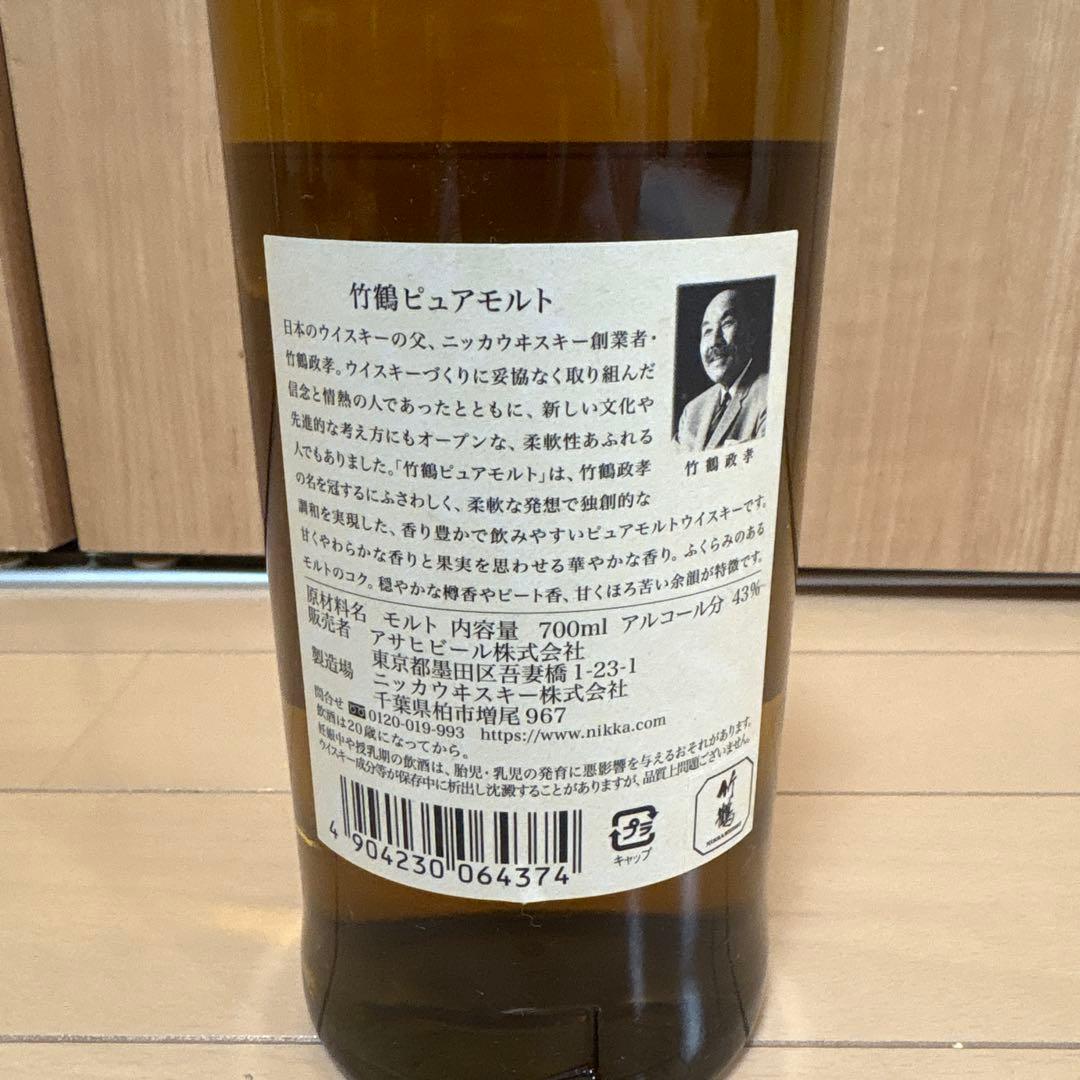 竹鶴ピュアモルト
日本のウイスキーの父、ニッカウヰスキー創業者・
竹鶴政孝。ウイスキーづくりに妥協なく取り組んだ
信念と情熱の人であったとともに、新しい文化や
先進的な考え方にもオープンな、柔軟性あふれる
人でもありました。「竹鶴ピュアモルト」は、竹鶴政孝
の名を冠するにふさわしく、柔軟な発想で独創的な
調和を実現した、香り豊かで飲みやすいピュアモルトウイスキーです。
甘くやわらかな香りと果実を思わせる華やかな香り。ふくらみのある
モルトのコク。穏やかな樽香やピート香、甘くほろ苦い余韻が特徴です。
竹鶴政孝
原材料名 モルト 内容量 700ml アルコール分 43%
販売者 アサヒビール株式会社
東京都墨田区吾妻橋1-23-1
製造場 ニッカウヰスキー株式会社
千葉県柏市増尾967
問合せ 0120-019-993 https://www.nikka.com
飲酒は20歳になってから。
妊娠中や授乳期の飲酒は、胎児・乳児の発育に悪影響を与えるおそれがあります。
ウイスキー成分等が保存中に析出し沈澱することがありますが、品質上問題ございません。
4 904230 064374
プラ
キャップ
竹鶴